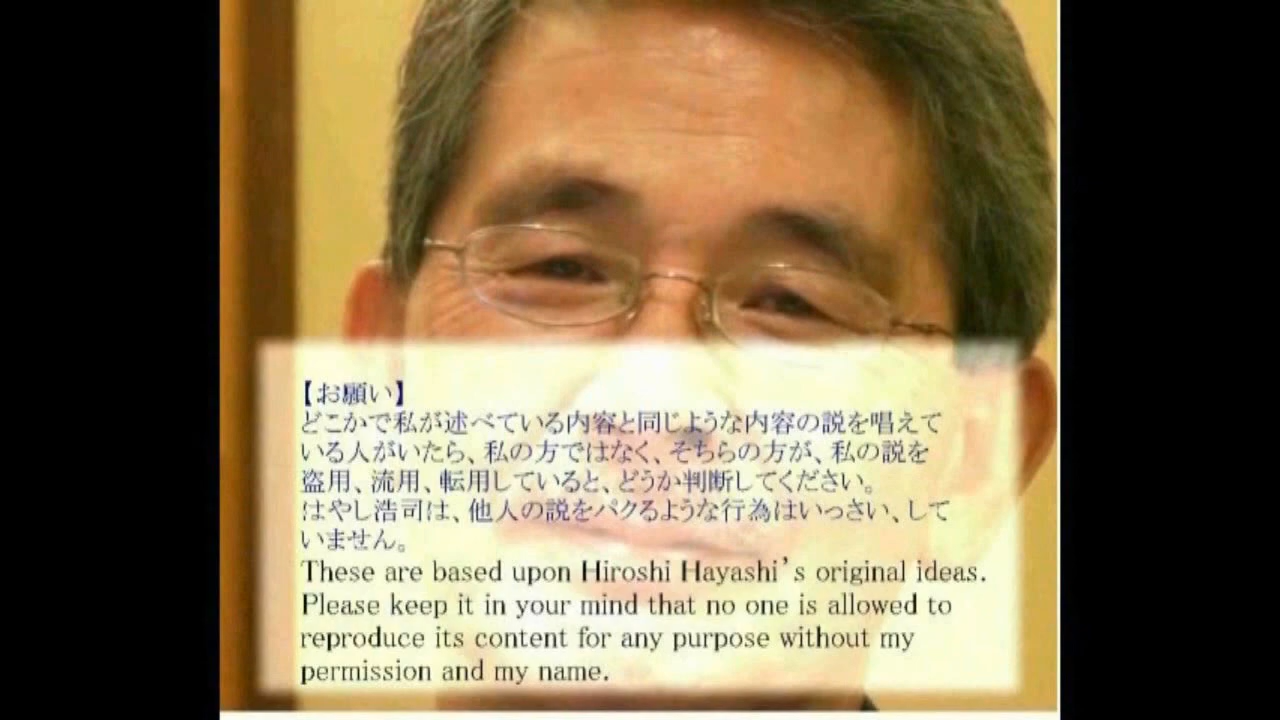 【お願い】
どこかで私が述べている内容と同じような内容の説を唱えて
いる人がいたら、私の方ではなく、そちらの方が、私の説を
盗用、流用、転用していると、どうか判断してください。
はやし浩司は、他人の説をパクるような行為はいっさい、して
いません。
These are based upon Hiroshi Hayashi’s original ideas.
Please keep it in your mind that no one is allowed to
reproduce its content for any purpose without my
permission and my name.